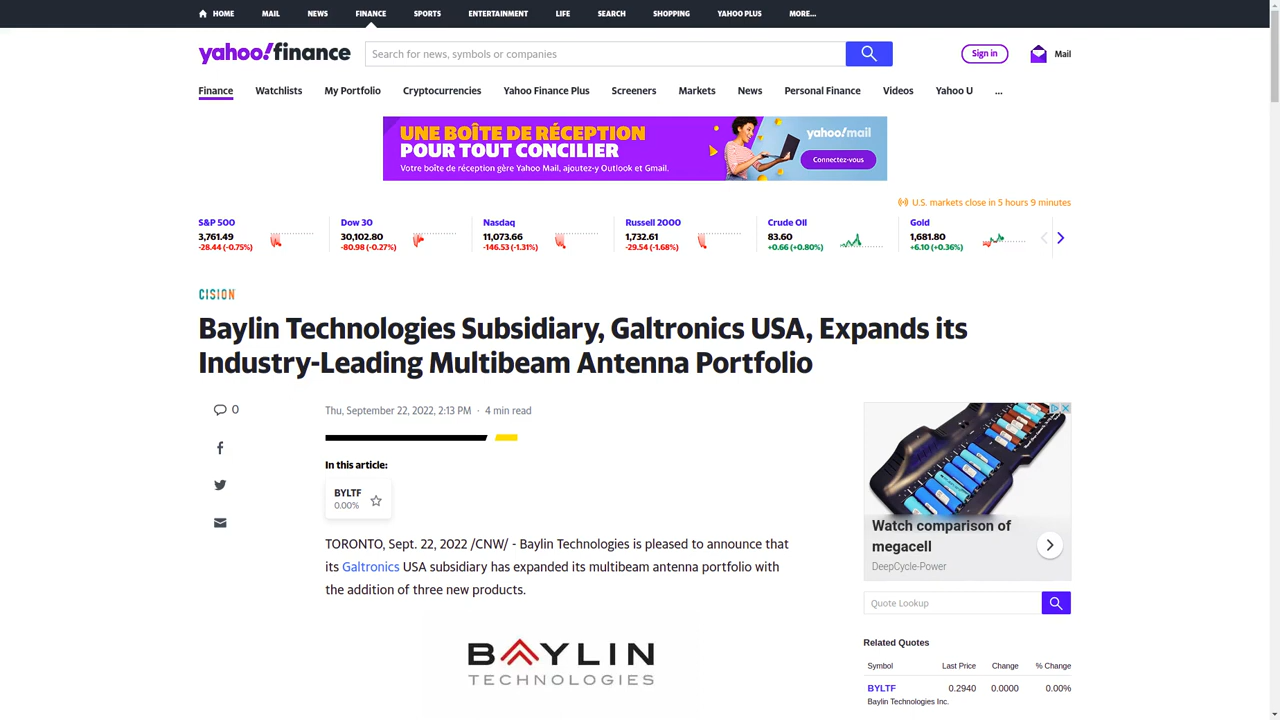 HOME MAIL NEWS FINANCE SPORTS ENTERTAINMENT LIFE SEARCH SHOPPING YAHOO PLUS MORE...
yahoo!finance
Search for news, symbols or companies
Sign in
Mail
Finance Watchlists My Portfolio Cryptocurrencies Yahoo Finance Plus Screeners Markets News Personal Finance Videos Yahoo U ...
UNE BOÎTE DE RÉCEPTION
POUR TOUT CONCILIER
Votre boîte de réception gère Yahoo Mail, ajoutez-y Outlook et Gmail.
yahoo!mail
Connectez-vous
U.S. markets close in 5 hours 9 minutes
S&P 500
3,761.49
-28.44 (-0.75%)
Dow 30
30,102.80
-80.98 (-0.27%)
Nasdaq
11,073.66
-146.53 (-1.31%)
Russell 2000
1,732.61
-29.54 (-1.68%)
Crude Oil
83.60
+0.66 (+0.80%)
Gold
1,681.80
+6.10 (+0.36%)
CISION
Baylin Technologies Subsidiary, Galtronics USA, Expands its
Industry-Leading Multibeam Antenna Portfolio
0
Thu, September 22, 2022, 2:13 PM · 4 min read
In this article:
BYLTF
0.00%
TORONTO, Sept. 22, 2022 /CNW/ - Baylin Technologies is pleased to announce that
its Galtronics USA subsidiary has expanded its multibeam antenna portfolio with
the addition of three new products.
BAYLIN
TECHNOLOGIES
Watch comparison of
megacell
DeepCycle-Power
Quote Lookup
Related Quotes
Symbol Last Price Change % Change
BYLTF 0.2940 0.0000 0.00%
Baylin Technologies Inc.